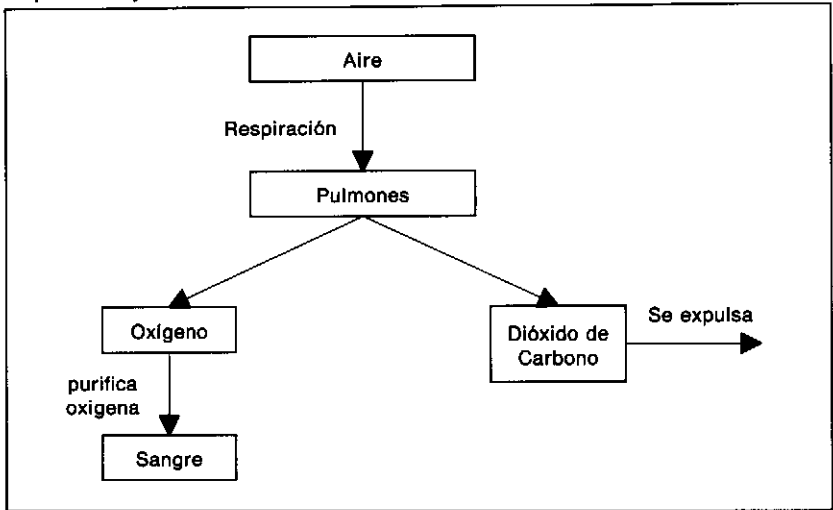 Aire
Respiración
Pulmones
Oxígeno
Dióxido de
Carbono
Se expulsa
purifica
oxigena
Sangre